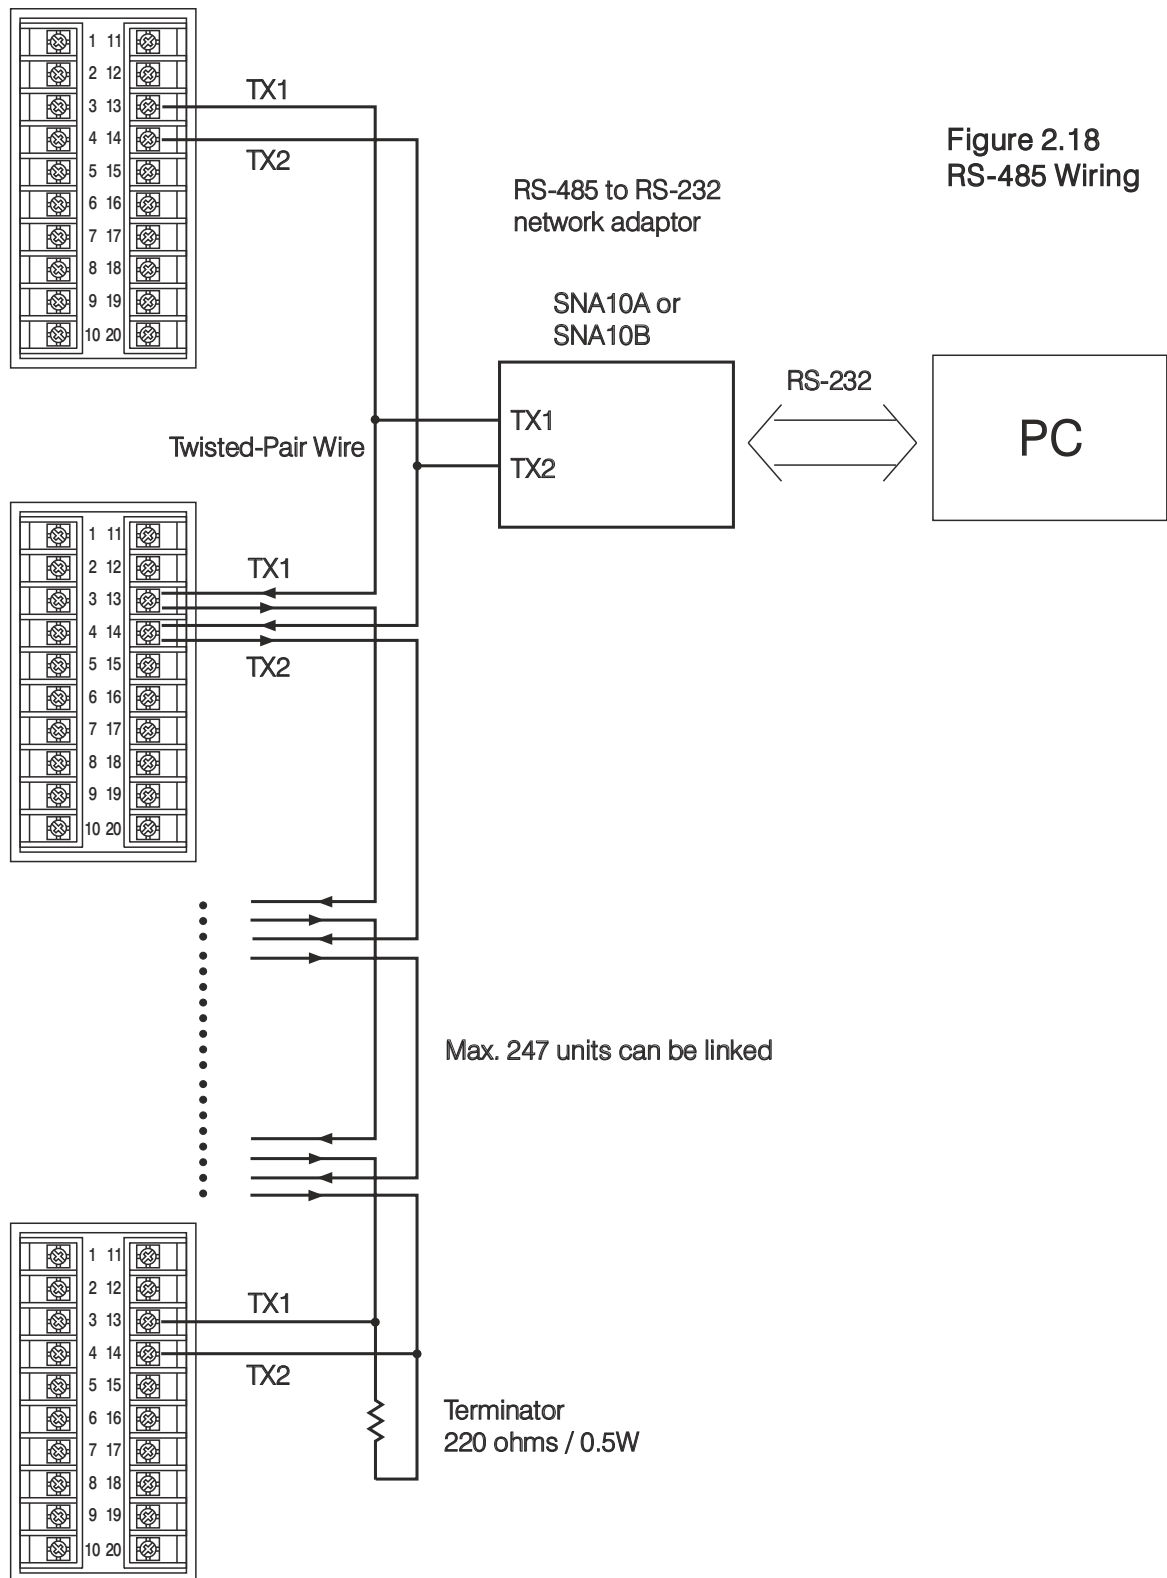 1 11
2 12
TX1
3 13
4 14
TX2
5 15
6 16
7 17
8 18
9 19
10 20
Figure 2.18
RS-485 Wiring
RS-485 to RS-232
network adaptor
SNA10A or
SNA10B
RS-232
TX1
TX2
PC
Twisted-Pair Wire
1 11
2 12
TX1
3 13
4 14
5 15
TX2
6 16
7 17
8 18
9 19
10 20
Max. 247 units can be linked
1 11
2 12
TX1
3 13
4 14
TX2
5 15
6 16
7 17
8 18
9 19
10 20
Terminator
220 ohms / 0.5W